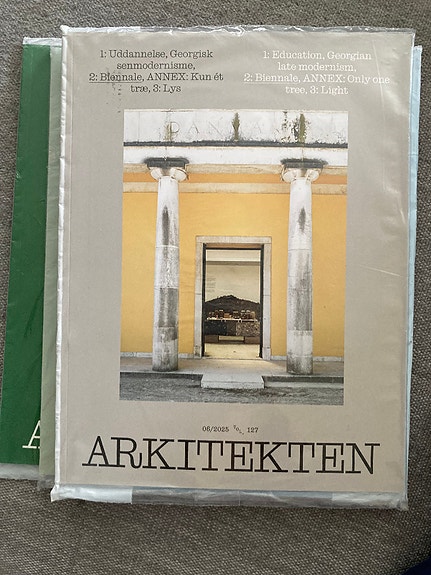 1: Uddannelse, Georgisk
senmodernisme,
2: Biennale, ANNEX: Kun ét
træ, 3: Lys
1: Education, Georgian
late modernism,
2: Biennale, ANNEX: Only one
tree, 3: Light
06/2025 Vol. 127
ARKITEKTEN
A